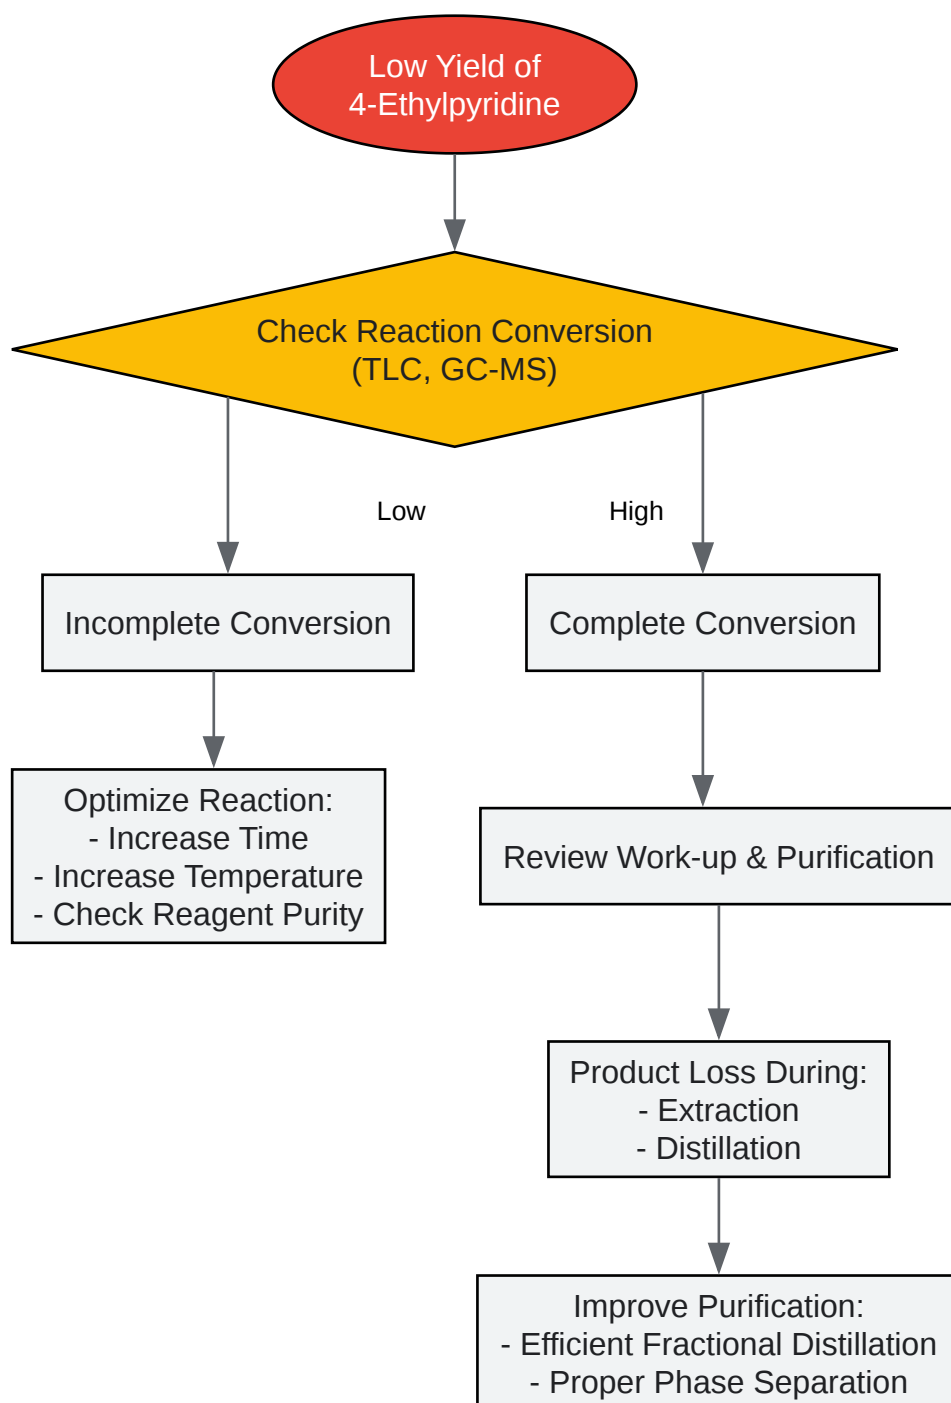 Low Yield of
4-Ethylpyridine
Check Reaction Conversion
(TLC, GC-MS)
Low
High
Incomplete Conversion
Complete Conversion
Optimize Reaction:
- Increase Time
- Increase Temperature
- Check Reagent Purity
Review Work-up & Purification
Product Loss During:
- Extraction
- Distillation
Improve Purification:
- Efficient Fractional Distillation
- Proper Phase Separation